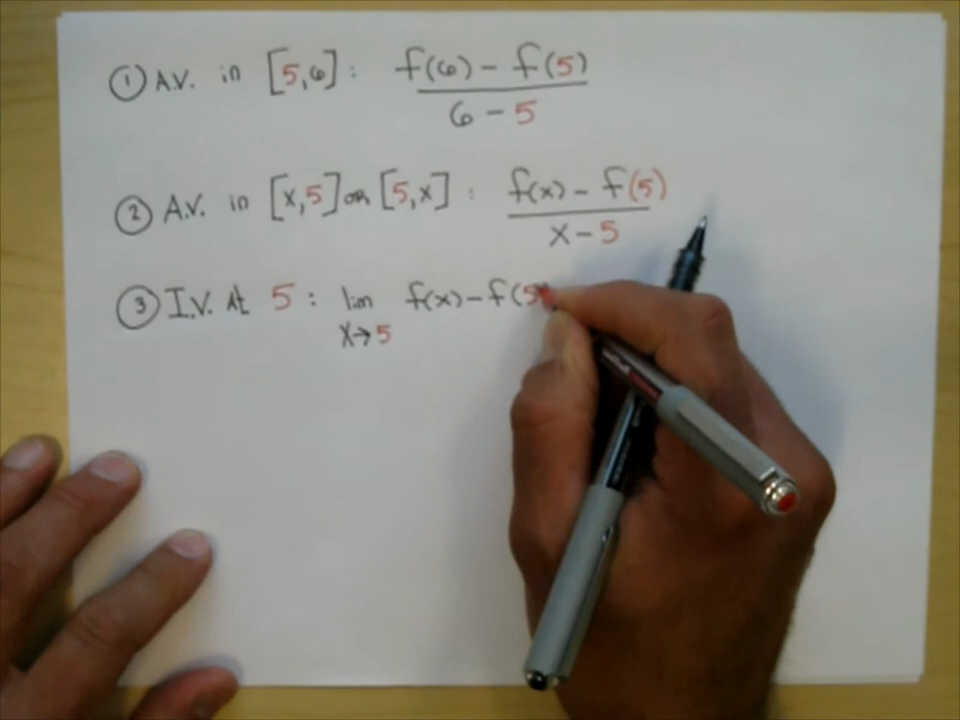 ① A.V. in [5,6] : f(6) - f(5)
6 - 5
② A.V. in [x,5] or [5,x] : f(x) - f(5)
x - 5
③ I.V. At 5 : lim f(x) - f(5)
x→5